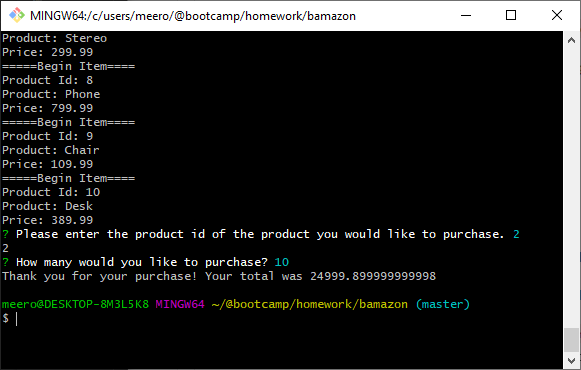 MINGW64:/c/users/meero/@bootcamp/homework/bamazon
Product: Stereo
Price: 299.99
=====Begin Item====
Product Id: 8
Product: Phone
Price: 799.99
=====Begin Item====
Product Id: 9
Product: Chair
Price: 109.99
=====Begin Item====
Product Id: 10
Product: Desk
Price: 389.99
? Please enter the product id of the product you would like to purchase. 2
2
? How many would you like to purchase? 10
Thank you for your purchase! Your total was 24999.899999999998
meero@DESKTOP-8M3L5K8 MINGW64 ~/@bootcamp/homework/bamazon (master)
$